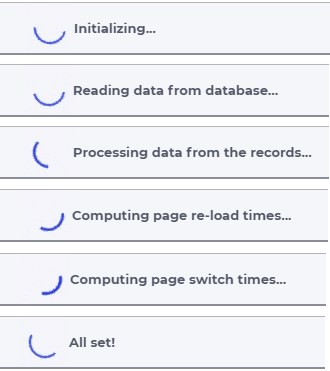 Initializing...
Reading data from database...
Processing data from the records...
Computing page re-load times...
Computing page switch times...
All set!